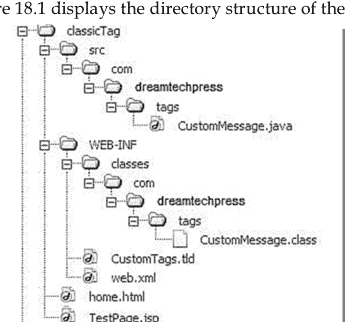 re 18.1 displays the directory structure of the
classicTag
src
com
dreamtechpress
tags
CustomMessage.java
WEB-INF
classes
com
dreamtechpress
tags
CustomMessage.class
CustomTags.tld
web.xml
home.html
TestPage.jsp